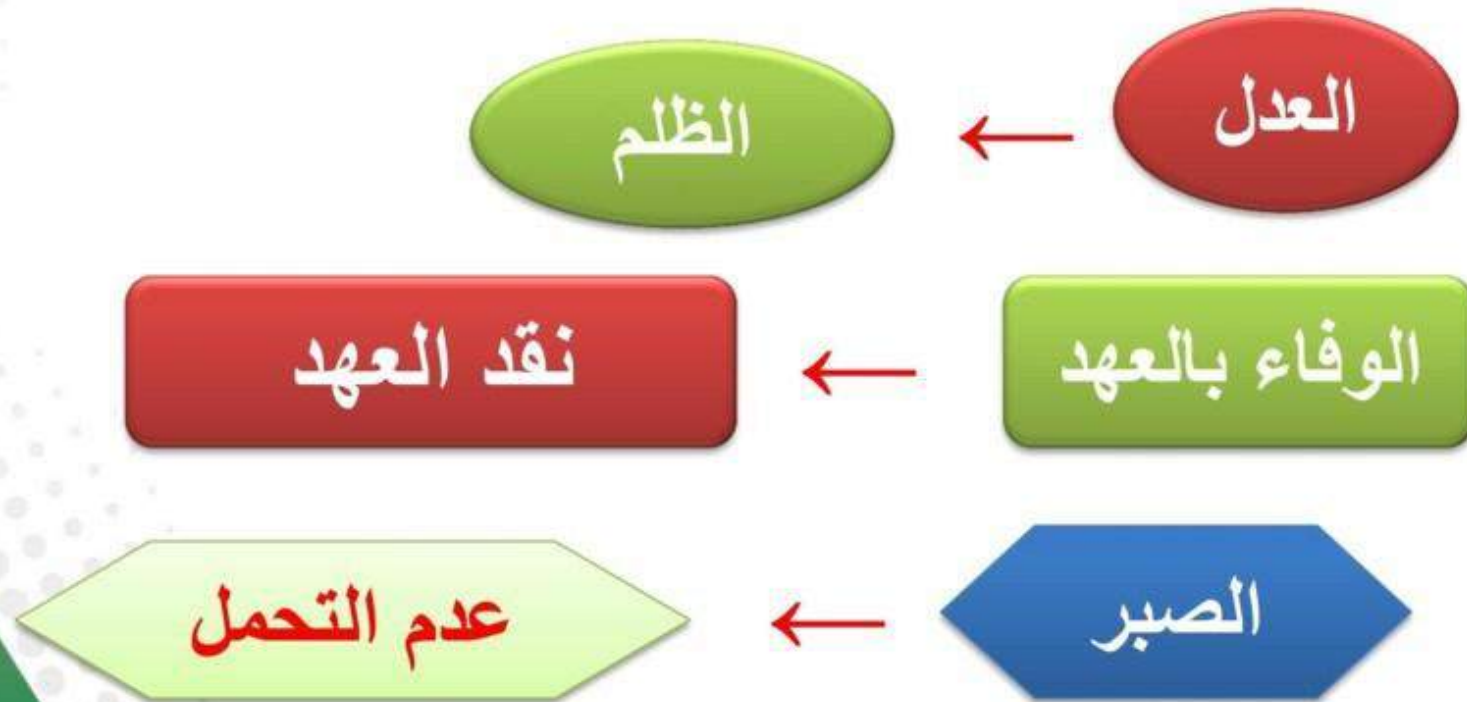 العدل ← الظلم
الوفاء بالعهد ← نقد العهد
الصبر ← عدم التحمل